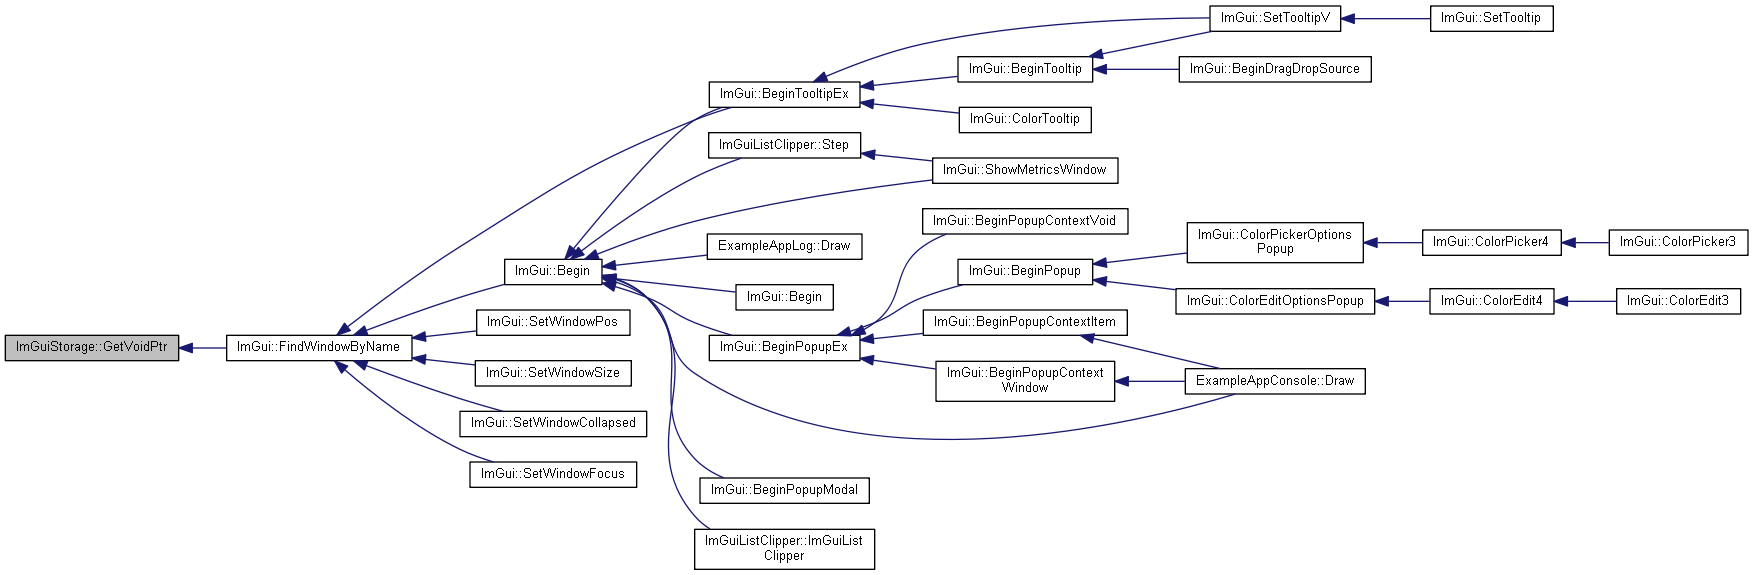 ImGui::SetTooltipV
ImGui::SetTooltip
ImGui::BeginTooltip
ImGui::BeginDragDropSource
ImGui::BeginTooltipEx
ImGui::ColorTooltip
ImGuiListClipper::Step
ImGui::ShowMetricsWindow
ImGui::BeginPopupContextVoid
ExampleAppLog::Draw
ImGui::ColorPickerOptions
Popup
ImGui::ColorPicker4
ImGui::ColorPicker3
ImGui::Begin
ImGui::BeginPopup
ImGui::Begin
ImGui::ColorEditOptionsPopup
ImGui::ColorEdit4
ImGui::ColorEdit3
ImGui::SetWindowPos
ImGui::BeginPopupContextItem
ImGuiStorage::GetVoidPtr
ImGui::FindWindowByName
ImGui::BeginPopupEx
ImGui::SetWindowSize
ImGui::BeginPopupContext
Window
ExampleAppConsole::Draw
ImGui::SetWindowCollapsed
ImGui::SetWindowFocus
ImGui::BeginPopupModal
ImGuiListClipper::ImGuiList
Clipper